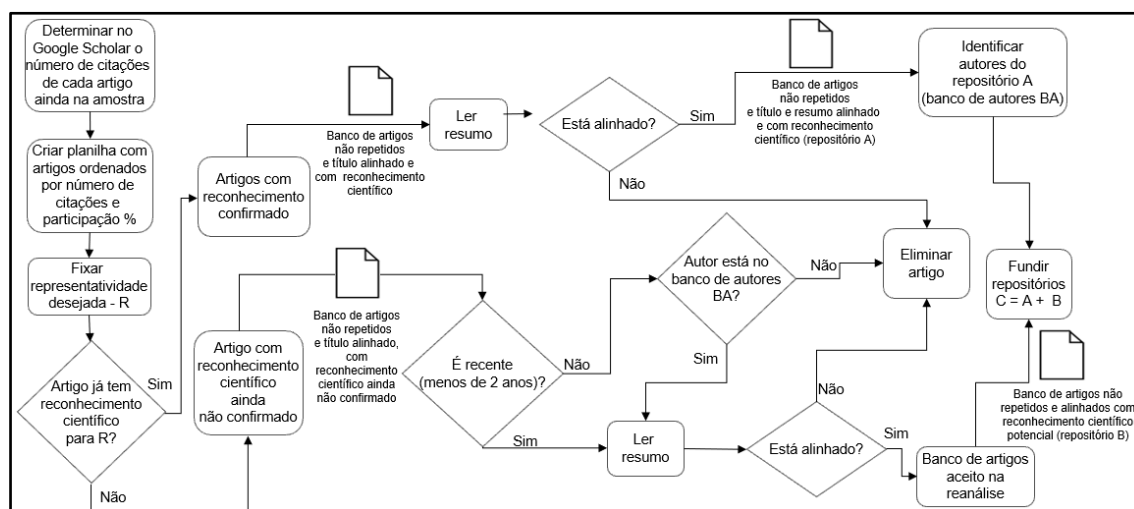 Determinar no
Google Scholar o
número de citações
de cada artigo
ainda na amostra
Criar planilha com
artigos ordenados
por número de
citações e
participação %
Fixar
representatividade
desejada - R
Artigo já tem
reconhecimento
científico
para R?
Sim
Não
Artigos com
reconhecimento
confirmado
Banco de artigos
não repetidos
e título alinhado e
com reconhecimento
científico
Ler
resumo
Está alinhado?
Sim
Não
Banco de artigos
não repetidos
e título e resumo alinhado
e com reconhecimento
científico (repositório A)
Identificar
autores do
repositório A
(banco de autores BA)
Artigo com
reconhecimento
científico
ainda
não confirmado
Banco de artigos
não repetidos
e título alinhado,
com
reconhecimento
científico ainda
não confirmado
É recente
(menos de 2 anos)?
Não
Sim
Autor está no
banco de autores
BA?
Não
Sim
Eliminar
artigo
Ler
resumo
Está alinhado?
Não
Sim
Banco de artigos
aceito na
reanálise
Banco de artigos não
repetidos e alinhados com
reconhecimento científico
potencial (repositório B)
Fundir
repositórios
C = A + B